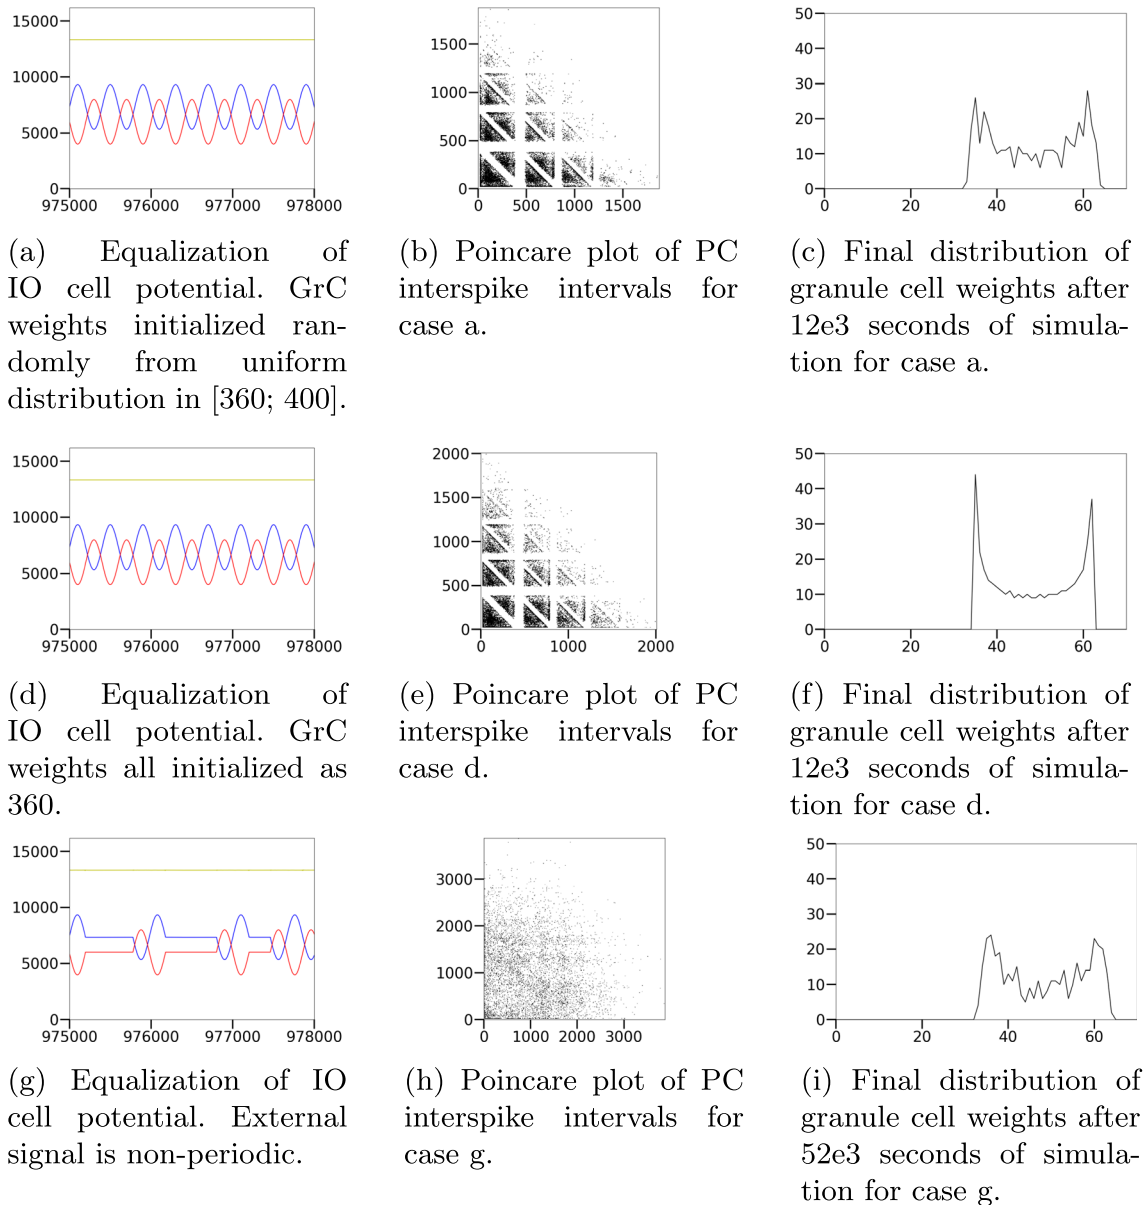 15000
10000
5000
0
975000 976000 977000 978000
1500
1000
500
0
0 500 1000 1500
50
40
30
20
10
0
0 20 40 60
(a) Equalization of
IO cell potential. GrC
weights initialized ran-
domly from uniform
distribution in [360; 400].
(b) Poincare plot of PC
interspike intervals for
case a.
(c) Final distribution of
granule cell weights after
12e3 seconds of simula-
tion for case a.
15000
10000
5000
0
975000 976000 977000 978000
2000
1500
1000
500
0
0 1000 2000
50
40
30
20
10
0
0 20 40 60
(d) Equalization of
IO cell potential. GrC
weights all initialized as
360.
(e) Poincare plot of PC
interspike intervals for
case d.
(f) Final distribution of
granule cell weights after
12e3 seconds of simula-
tion for case d.
15000
10000
5000
0
975000 976000 977000 978000
3000
2000
1000
0
0 1000 2000 3000
50
40
30
20
10
0
0 20 40 60
(g) Equalization of IO
cell potential. External
signal is non-periodic.
(h) Poincare plot of PC
interspike intervals for
case g.
(i) Final distribution of
granule cell weights after
52e3 seconds of simula-
tion for case g.